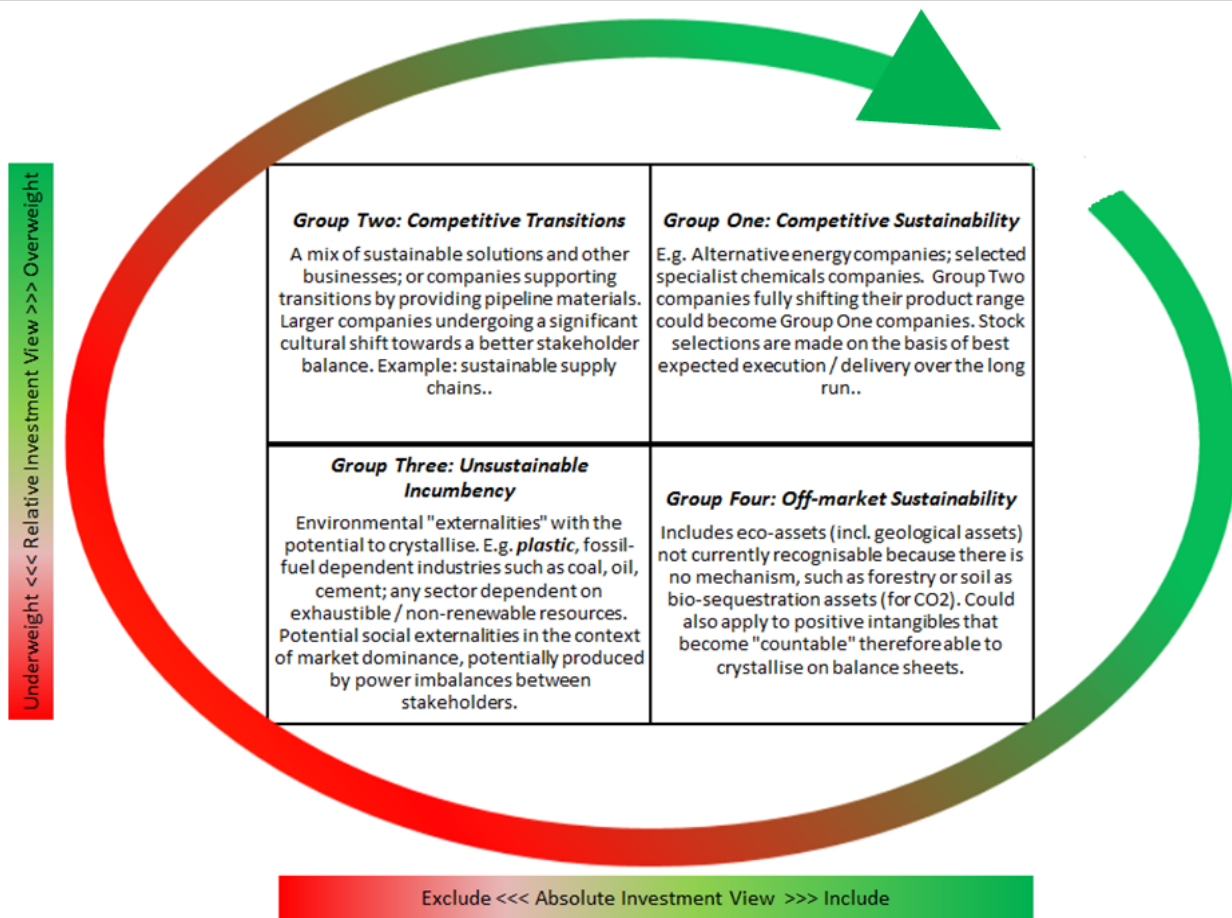 Underweight <<< Relative Investment View >>> Overweight
Group Two: Competitive Transitions
A mix of sustainable solutions and other
businesses; or companies supporting
transitions by providing pipeline materials.
Larger companies undergoing a significant
cultural shift towards a better stakeholder
balance. Example: sustainable supply
chains..
Group One: Competitive Sustainability
E.g. Alternative energy companies; selected
specialist chemicals companies.  Group Two
companies fully shifting their product range
could become Group One companies. Stock
selections are made on the basis of best
expected execution / delivery over the long
run..
Group Three: Unsustainable
Incumbency
Environmental "externalities" with the
potential to crystallise. E.g. plastic, fossil-
fuel dependent industries such as coal, oil,
cement; any sector dependent on
exhaustible / non-renewable resources.
Potential social externalities in the context
of market dominance, potentially produced
by power imbalances between
stakeholders.
Group Four: Off-market Sustainability
Includes eco-assets (incl. geological assets)
not currently recognisable because there is
no mechanism, such as forestry or soil as
bio-sequestration assets (for CO2). Could
also apply to positive intangibles that
become "countable" therefore able to
crystallise on balance sheets.
Exclude <<< Absolute Investment View >>> Include